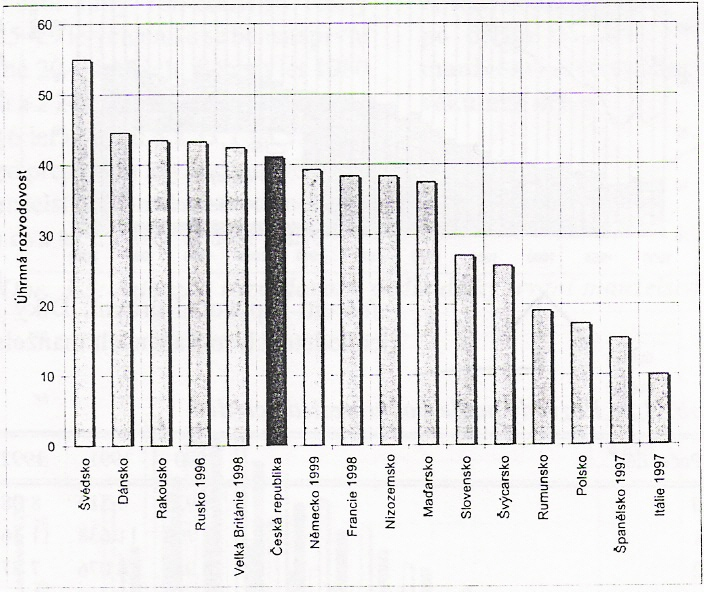 Úhrnná rozvodovost
60
50
40
30
20
10
0
Švédsko
Dánsko
Rakousko
Rusko 1996
Velká Británie 1998
Česká republika
Německo 1999
Francie 1998
Nizozemsko
Maďarsko
Slovensko
Švýcarsko
Rumunsko
Polsko
Španělsko 1997
Itálie 1997